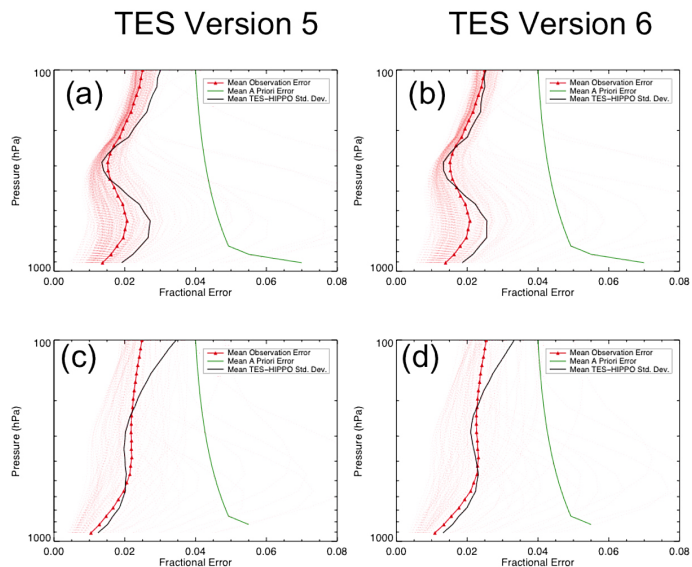 TES Version 5
TES Version 6
(a)
100
1000
Pressure (hPa)
Mean Observation Error
Mean A Priori Error
Mean TES−HIPPO Std. Dev.
0.00 0.02 0.04 0.06 0.08
Fractional Error
(b)
100
1000
Pressure (hPa)
Mean Observation Error
Mean A Priori Error
Mean TES−HIPPO Std. Dev.
0.00 0.02 0.04 0.06 0.08
Fractional Error
(c)
100
1000
Pressure (hPa)
Mean Observation Error
Mean A Priori Error
Mean TES−HIPPO Std. Dev.
0.00 0.02 0.04 0.06 0.08
Fractional Error
(d)
100
1000
Pressure (hPa)
Mean Observation Error
Mean A Priori Error
Mean TES−HIPPO Std. Dev.
0.00 0.02 0.04 0.06 0.08
Fractional Error